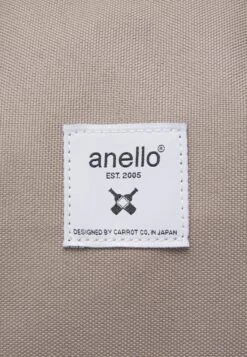 anello®
EST. 2005
DESIGNED BY CARROT CO. IN JAPAN